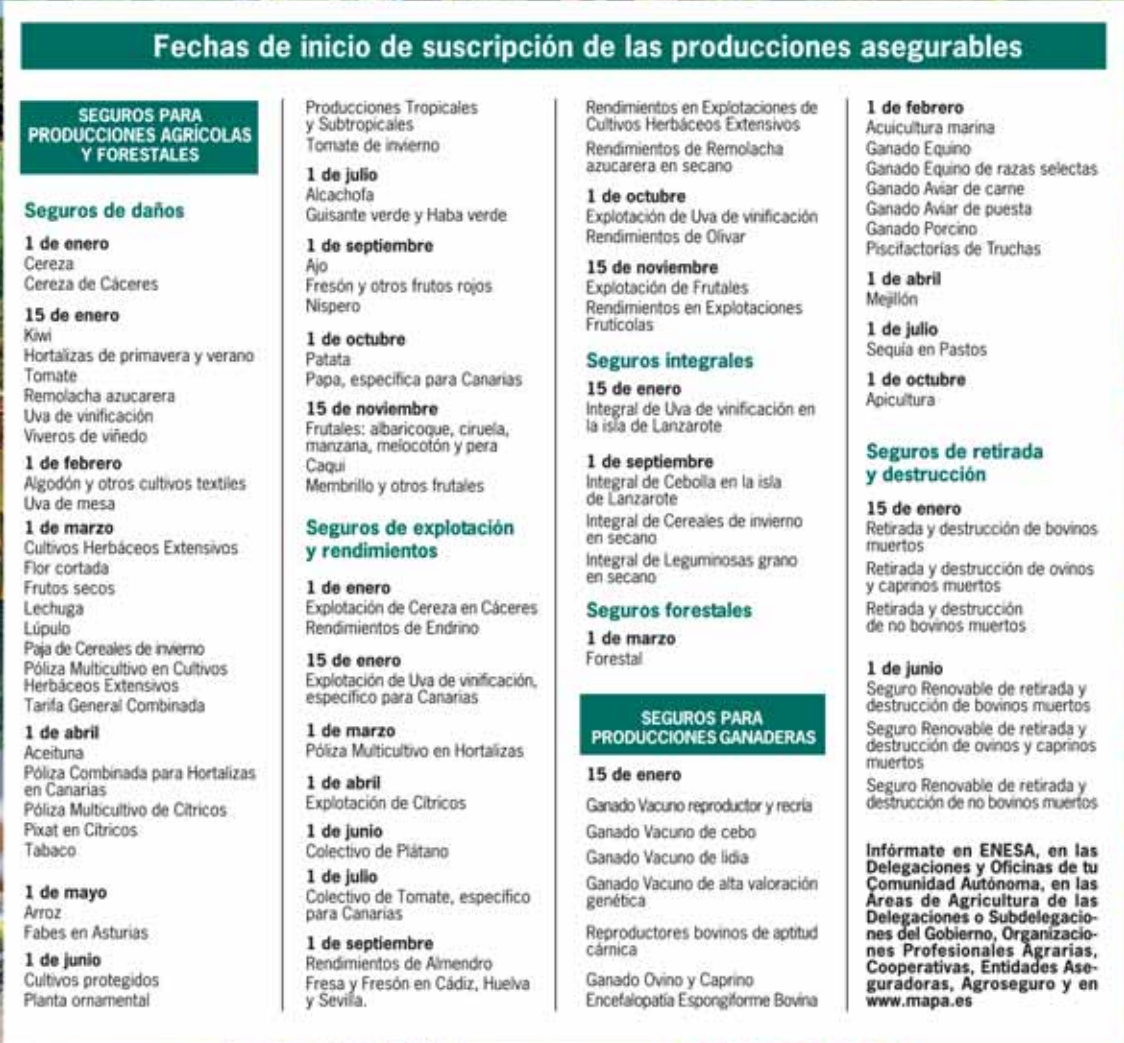 Fechas de inicio de suscripción de las producciones asegurables
SEGUROS PARA
PRODUCCIONES AGRÍCOLAS
Y FORESTALES
Seguros de daños
1 de enero
Cereza
Cereza de Cáceres
15 de enero
Kiwi
Hortalizas de primavera y verano
Tomate
Remolacha azucarera
Uva de vinificación
Viveros de viñedo
1 de febrero
Algodón y otros cultivos textiles
Uva de mesa
1 de marzo
Cultivos Herbáceos Extensivos
Flor cortada
Frutos secos
Lechuga
Lúpulo
Paja de Cereales de invierno
Póliza Multicultivo en Cultivos
Herbáceos Extensivos
Tarifa General Combinada
1 de abril
Aceituna
Póliza Combinada para Hortalizas
en Canarias
Póliza Multicultivo de Cítricos
Pixat en Cítricos
Tabaco
1 de mayo
Arroz
Fabes en Asturias
1 de junio
Cultivos protegidos
Planta ornamental
Producciones Tropicales
y Subtropicales
Tomate de invierno
1 de julio
Alcachofa
Guisante verde y Haba verde
1 de septiembre
Ajo
Fresón y otros frutos rojos
Níspero
1 de octubre
Patata
Papa, específica para Canarias
15 de noviembre
Frutales: albaricoque, ciruela,
manzana, melocotón y pera
Caqui
Membrillo y otros frutales
Seguros de explotación
y rendimientos
1 de enero
Explotación de Cereza en Cáceres
Rendimientos de Endrino
15 de enero
Explotación de Uva de vinificación,
específico para Canarias
1 de marzo
Póliza Multicultivo en Hortalizas
1 de abril
Explotación de Cítricos
1 de junio
Colectivo de Plátano
1 de julio
Colectivo de Tomate, específico
para Canarias
1 de septiembre
Rendimientos de Almendro
Fresa y Fresón en Cádiz, Huelva
y Sevilla.
Rendimientos en Explotaciones de
Cultivos Herbáceos Extensivos
Rendimientos de Remolacha
azucarera en secano
1 de octubre
Explotación de Uva de vinificación
Rendimientos de Olivar
15 de noviembre
Explotación de Frutales
Rendimientos en Explotaciones
Frutícolas
Seguros integrales
15 de enero
Integral de Uva de vinificación en
la isla de Lanzarote
1 de septiembre
Integral de Cebolla en la isla
de Lanzarote
Integral de Cereales de invierno
en secano
Integral de Leguminosas grano
en secano
Seguros forestales
1 de marzo
Forestal
SEGUROS PARA
PRODUCCIONES GANADERAS
15 de enero
Ganado Vacuno reproductor y recría
Ganado Vacuno de cebo
Ganado Vacuno de lidia
Ganado Vacuno de alta valoración
genética
Reproductores bovinos de aptitud
cárnica
Ganado Ovino y Caprino
Encefalopatía Espongiforme Bovina
1 de febrero
Acuicultura marina
Ganado Equino
Ganado Equino de razas selectas
Ganado Aviar de carne
Ganado Aviar de puesta
Ganado Porcino
Piscifactorías de Truchas
1 de abril
Mejillón
1 de julio
Sequía en Pastos
1 de octubre
Apicultura
Seguros de retirada
y destrucción
15 de enero
Retirada y destrucción de bovinos
muertos
Retirada y destrucción de ovinos
y caprinos muertos
Retirada y destrucción
de no bovinos muertos
1 de junio
Seguro Renovable de retirada y
destrucción de bovinos muertos
Seguro Renovable de retirada y
destrucción de ovinos y caprinos
muertos
Seguro Renovable de retirada y
destrucción de no bovinos muertos
Infórmate en ENESA, en las
Delegaciones y Oficinas de tu
Comunidad Autónoma, en las
Áreas de Agricultura de las
Delegaciones o Subdelegacio-
nes del Gobierno, Organizacio-
nes Profesionales Agrarias,
Cooperativas, Entidades Ase-
guradoras, Agroseguro y en
www.mapa.es